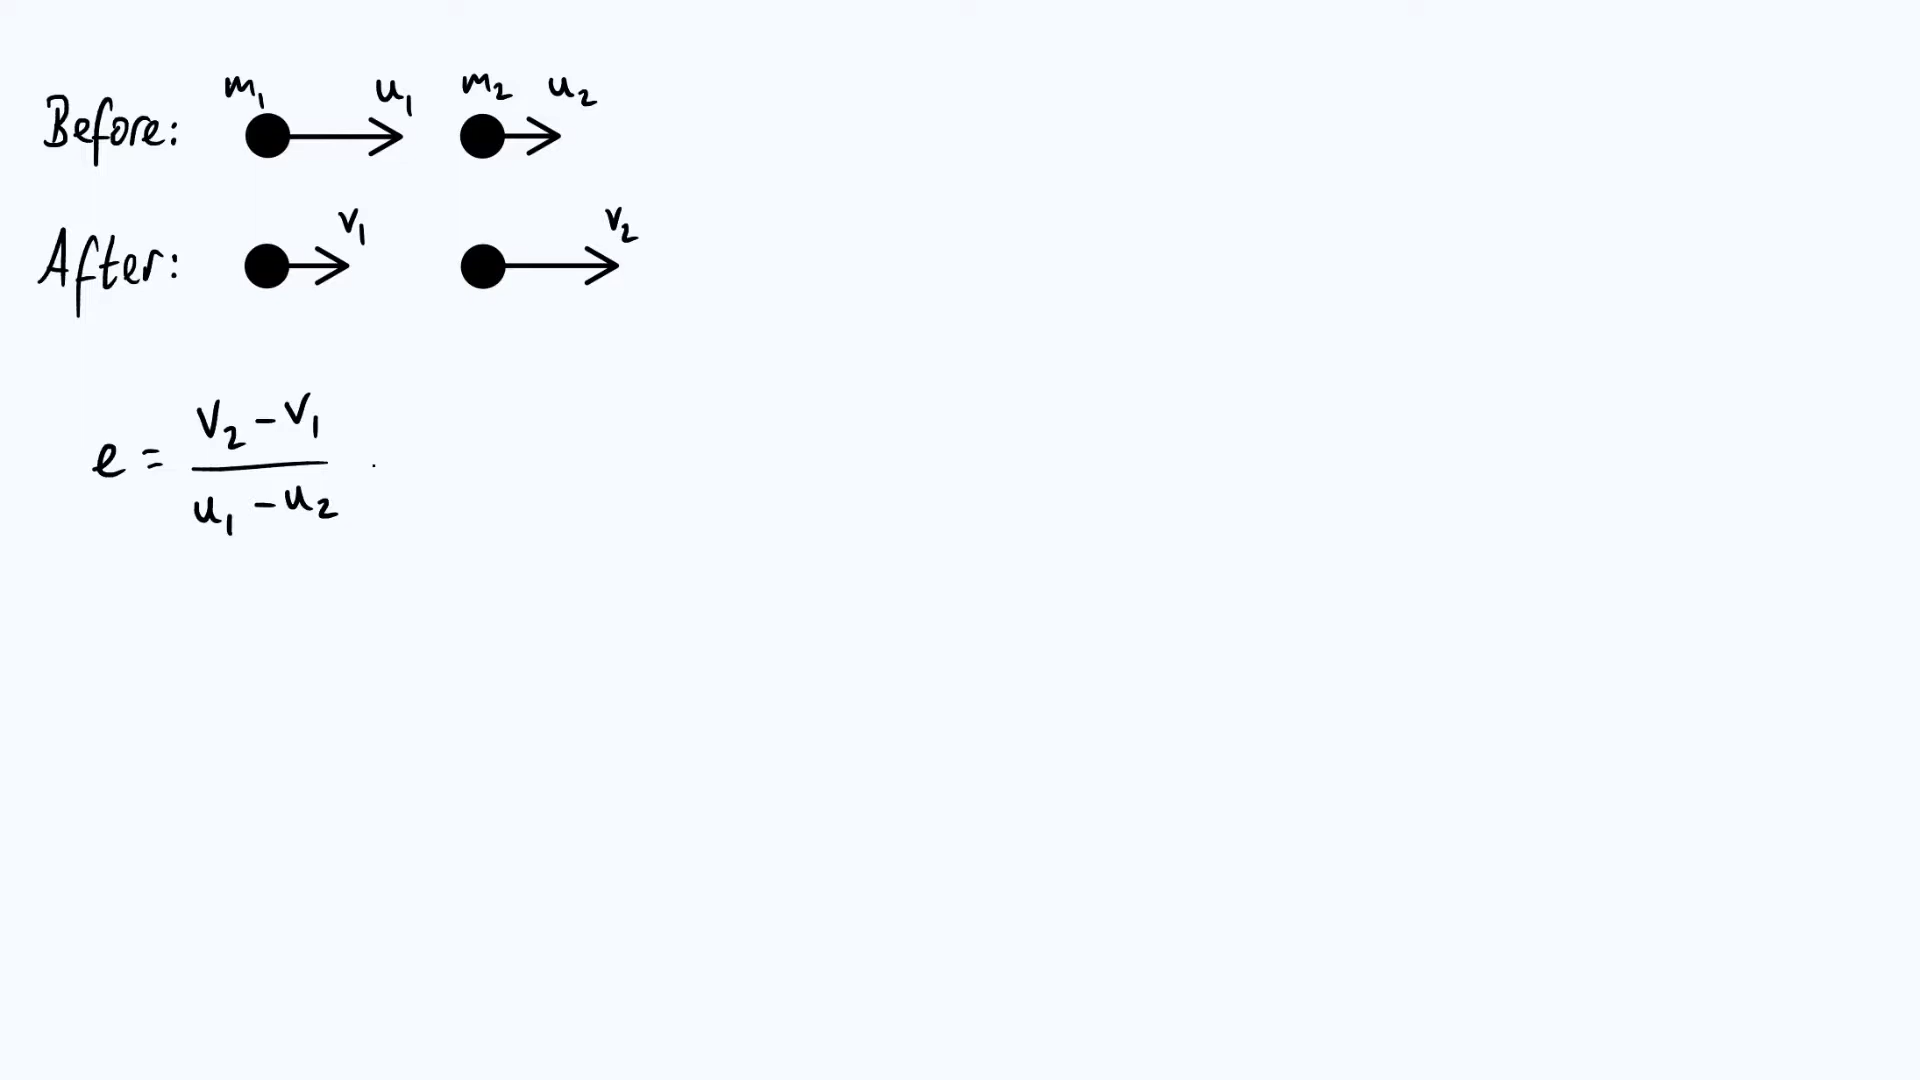 Before: m₁ u₁ m₂ u₂
After: v₁ v₂
e = (v₂ - v₁) / (u₁ - u₂)